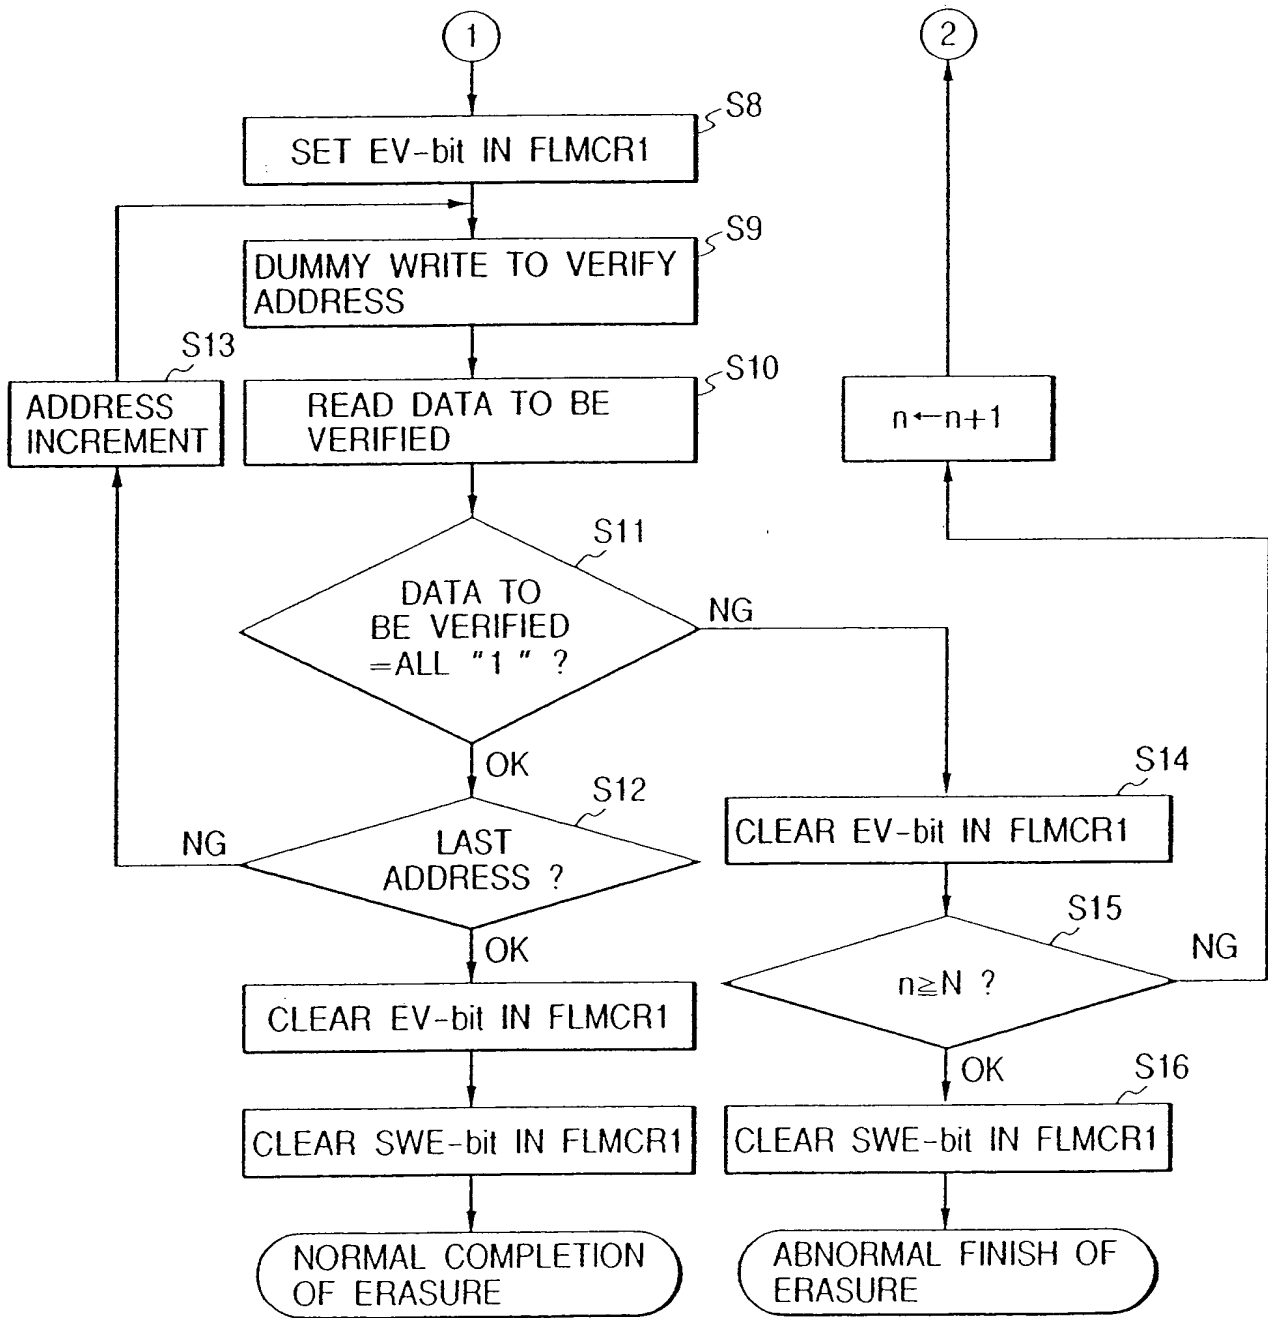 1
2
S8
SET EV-bit IN FLMCR1
S9
DUMMY WRITE TO VERIFY
ADDRESS
S13
ADDRESS
INCREMENT
S10
READ DATA TO BE
VERIFIED
n←n+1
S11
DATA TO
BE VERIFIED
=ALL "1" ?
NG
OK
S12
LAST
ADDRESS ?
NG
OK
S14
CLEAR EV-bit IN FLMCR1
S15
n≧N ?
NG
OK
CLEAR EV-bit IN FLMCR1
CLEAR SWE-bit IN FLMCR1
S16
CLEAR SWE-bit IN FLMCR1
NORMAL COMPLETION
OF ERASURE
ABNORMAL FINISH OF
ERASURE